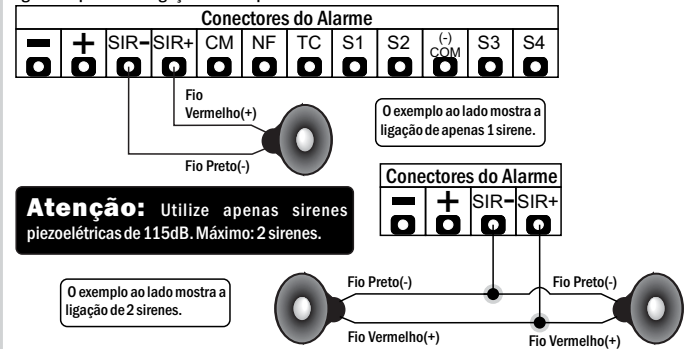 Conectores do Alarme
− + SIR− SIR+ CM NF TC S1 S2 (-) COM S3 S4
Fio
Vermelho(+)
Fio Preto(-)
O exemplo ao lado mostra a
ligação de apenas 1 sirene.
Atenção: Utilize apenas sirenes
piezoelétricas de 115dB. Máximo: 2 sirenes.
Conectores do Alarme
− + SIR− SIR+
O exemplo ao lado mostra a
ligação de 2 sirenes.
Fio Preto(-) Fio Preto(-)
Fio Vermelho(+) Fio Vermelho(+)